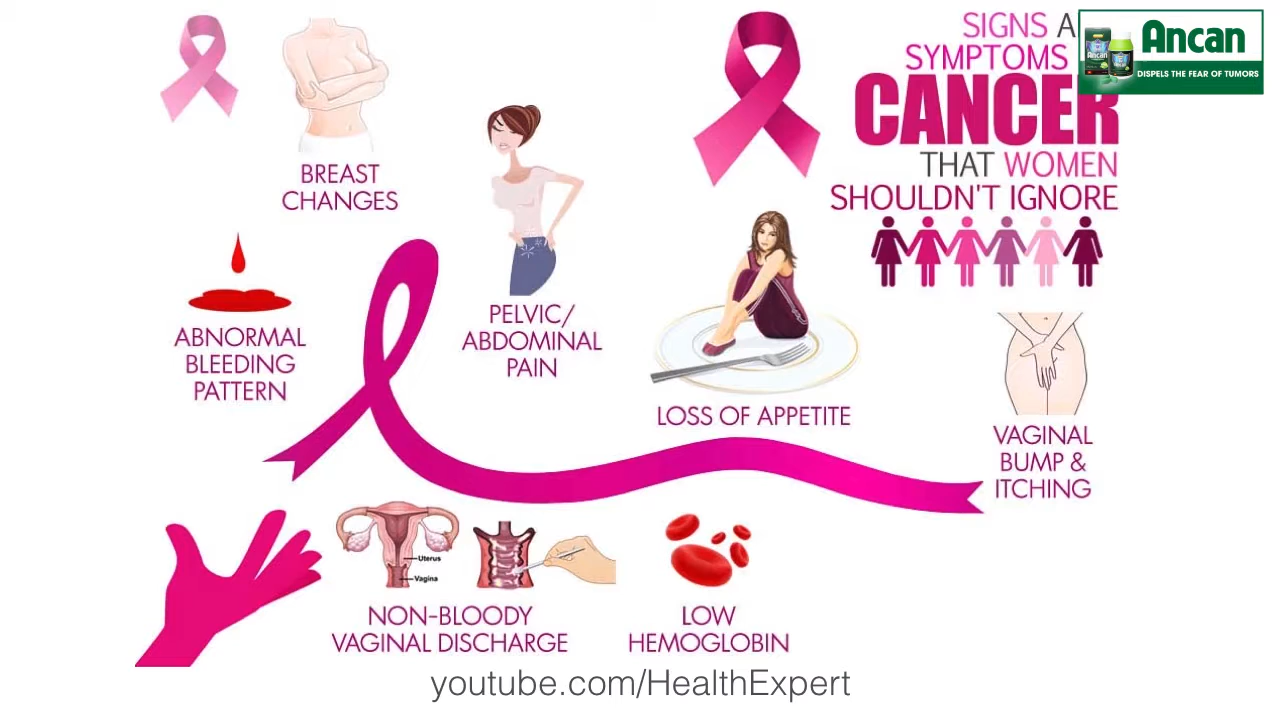 SIGNS A
SYMPTOMS
CANCER
THAT WOMEN
SHOULDN'T IGNORE
Ancan
Ancan
DISPELS THE FEAR OF TUMORS
BREAST
CHANGES
ABNORMAL
BLEEDING
PATTERN
PELVIC/
ABDOMINAL
PAIN
LOSS OF APPETITE
VAGINAL
BUMP &
ITCHING
Uterus
Vagina
NON-BLOODY
VAGINAL DISCHARGE
LOW
HEMOGLOBIN
youtube.com/HealthExpert